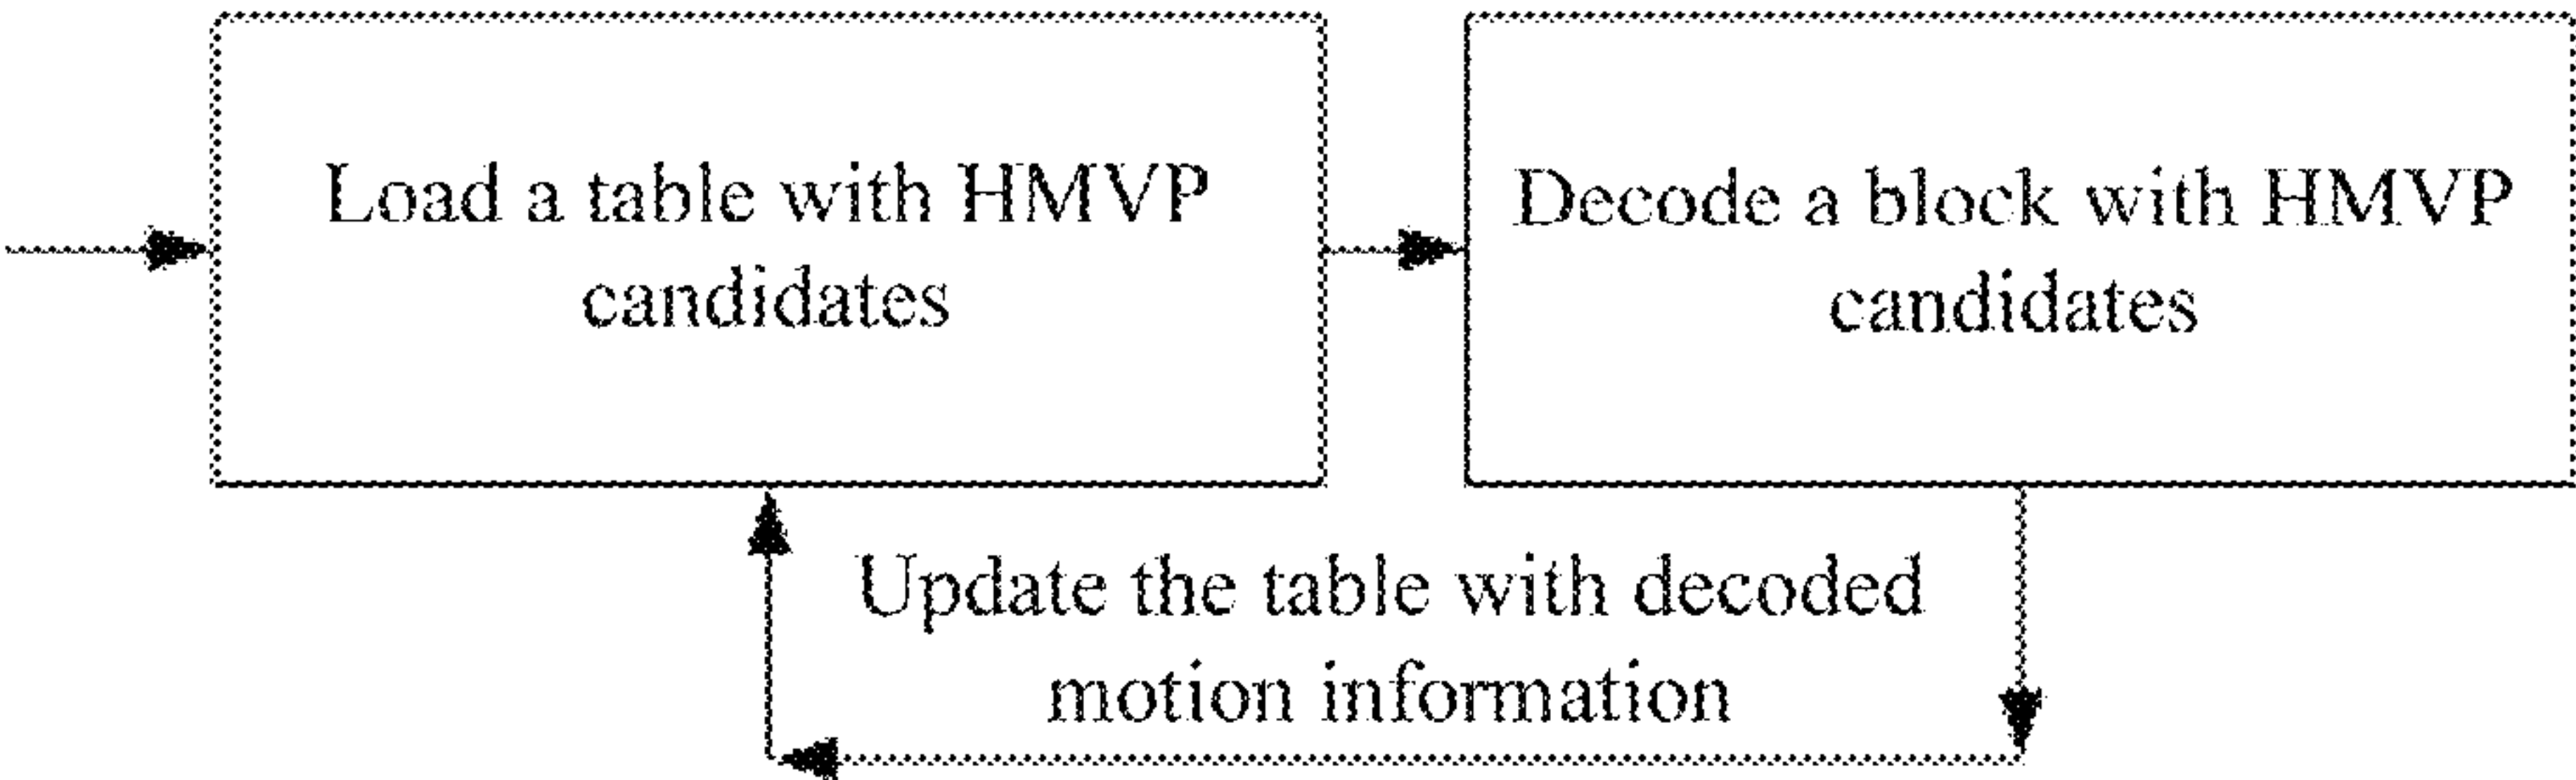 Load a table with HMVP
candidates
Decode a block with HMVP
candidates
Update the table with decoded
motion information